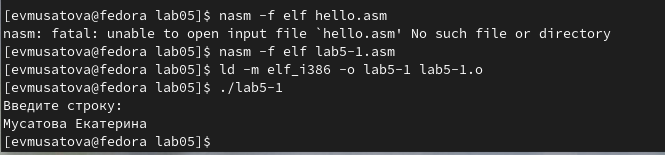 [evmusatova@fedora lab05]$ nasm -f elf hello.asm
nasm: fatal: unable to open input file `hello.asm' No such file or directory
[evmusatova@fedora lab05]$ nasm -f elf lab5-1.asm
[evmusatova@fedora lab05]$ ld -m elf_i386 -o lab5-1 lab5-1.o
[evmusatova@fedora lab05]$ ./lab5-1
Введите строку:
Мусатова Екатерина
[evmusatova@fedora lab05]$